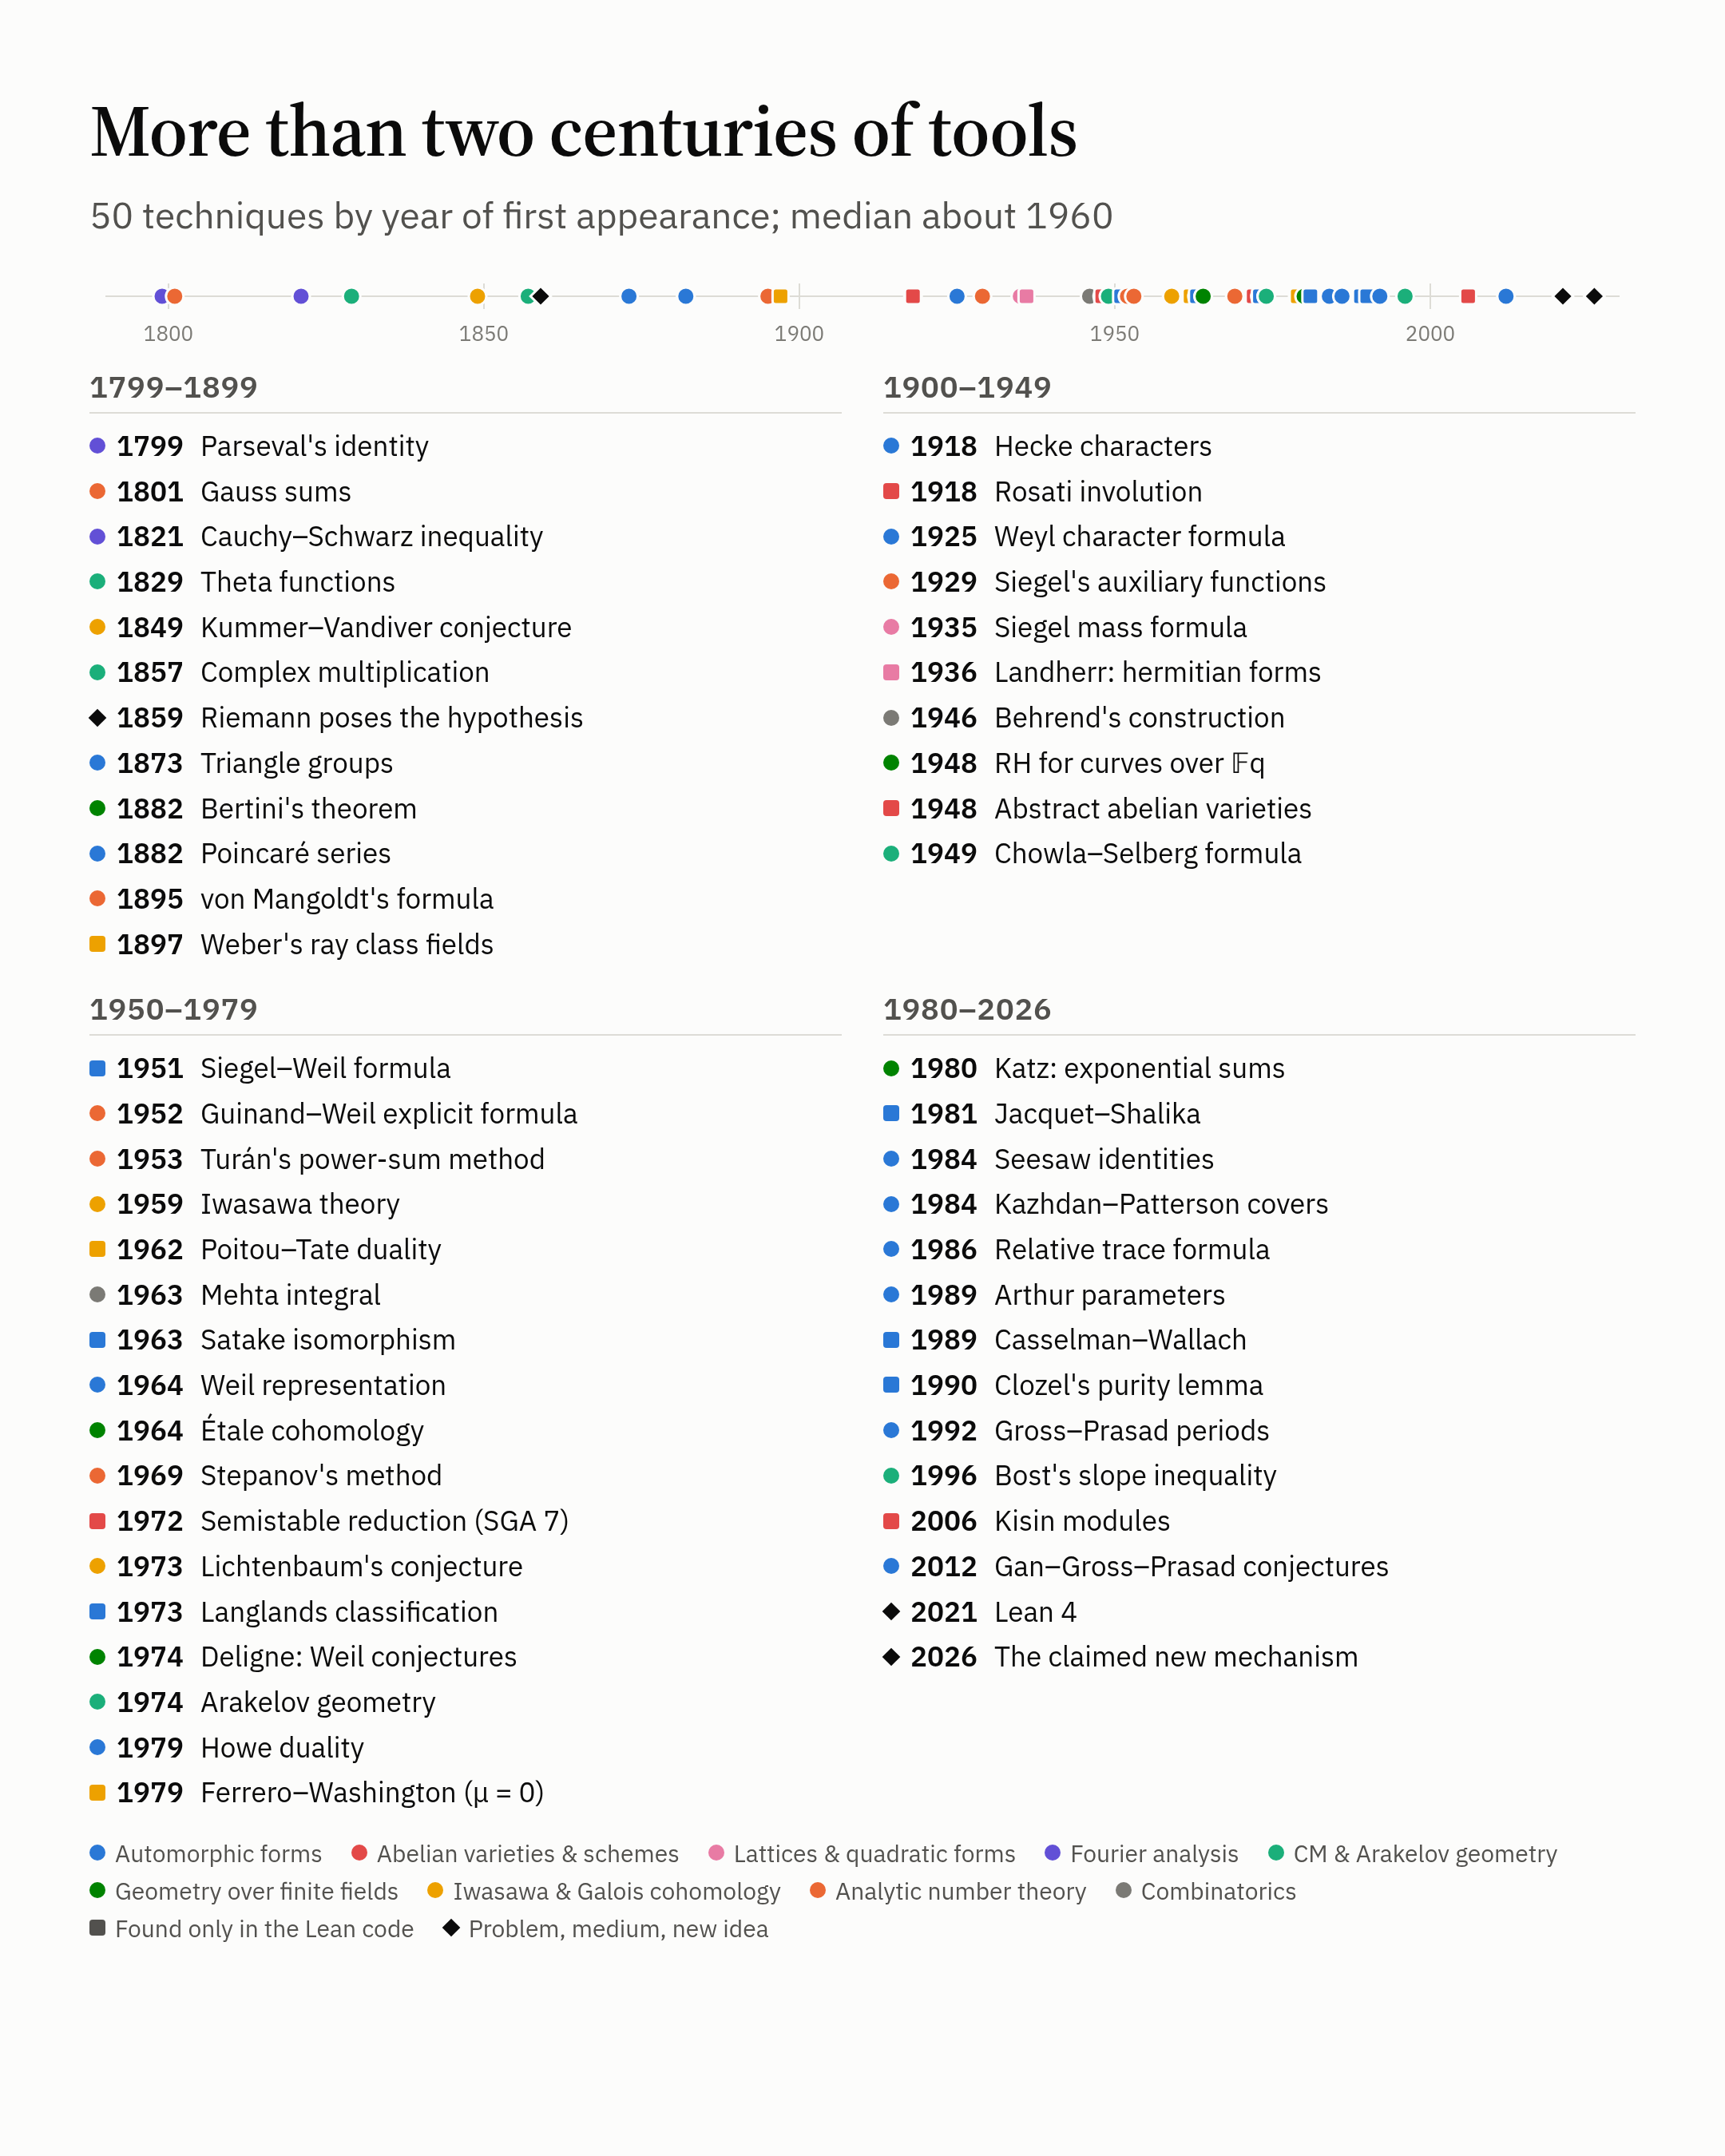 More than two centuries of tools
50 techniques by year of first appearance; median about 1960
1800 1850 1900 1950 2000
1799–1899
1799 Parseval's identity
1801 Gauss sums
1821 Cauchy–Schwarz inequality
1829 Theta functions
1849 Kummer–Vandiver conjecture
1857 Complex multiplication
1859 Riemann poses the hypothesis
1873 Triangle groups
1882 Bertini's theorem
1882 Poincaré series
1895 von Mangoldt's formula
1897 Weber's ray class fields
1900–1949
1918 Hecke characters
1918 Rosati involution
1925 Weyl character formula
1929 Siegel's auxiliary functions
1935 Siegel mass formula
1936 Landherr: hermitian forms
1946 Behrend's construction
1948 RH for curves over 𝔽q
1948 Abstract abelian varieties
1949 Chowla–Selberg formula
1950–1979
1951 Siegel–Weil formula
1952 Guinand–Weil explicit formula
1953 Turán's power-sum method
1959 Iwasawa theory
1962 Poitou–Tate duality
1963 Mehta integral
1963 Satake isomorphism
1964 Weil representation
1964 Étale cohomology
1969 Stepanov's method
1972 Semistable reduction (SGA 7)
1973 Lichtenbaum's conjecture
1973 Langlands classification
1974 Deligne: Weil conjectures
1974 Arakelov geometry
1979 Howe duality
1979 Ferrero–Washington (μ = 0)
1980–2026
1980 Katz: exponential sums
1981 Jacquet–Shalika
1984 Seesaw identities
1984 Kazhdan–Patterson covers
1986 Relative trace formula
1989 Arthur parameters
1989 Casselman–Wallach
1990 Clozel's purity lemma
1992 Gross–Prasad periods
1996 Bost's slope inequality
2006 Kisin modules
2012 Gan–Gross–Prasad conjectures
2021 Lean 4
2026 The claimed new mechanism
Automorphic forms Abelian varieties & schemes Lattices & quadratic forms Fourier analysis CM & Arakelov geometry
Geometry over finite fields Iwasawa & Galois cohomology Analytic number theory Combinatorics
Found only in the Lean code Problem, medium, new idea